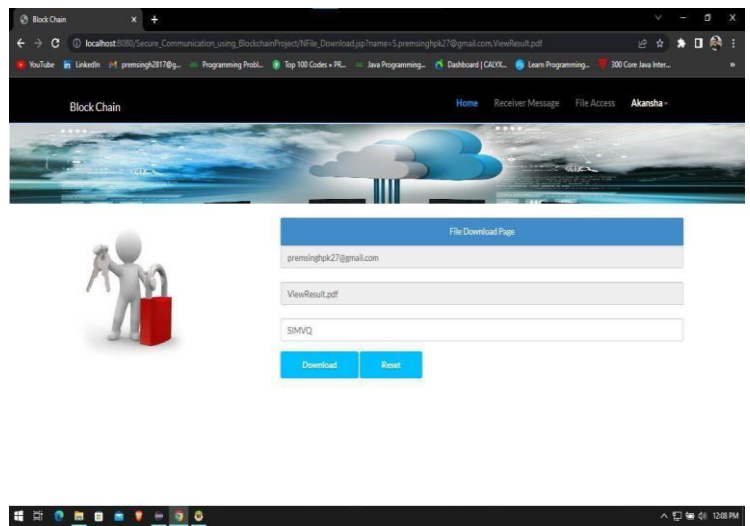 Block Chain
localhost:8080/Secure_Communication_using_BlockchainProject/NFile_Download.jsp?name=5,premsinghpk27@gmail.com,ViewResult.pdf
YouTube LinkedIn premsingh2817@g... Programming Probl... Top 100 Codes » PR... Java Programming... Dashboard | CALYX... Learn Programming... 300 Core Java Inter... »
Block Chain Home Receiver Message File Access Akansha
File Download Page
premsinghpk27@gmail.com
ViewResult.pdf
SIMVQ
Download Reset
12:08 PM